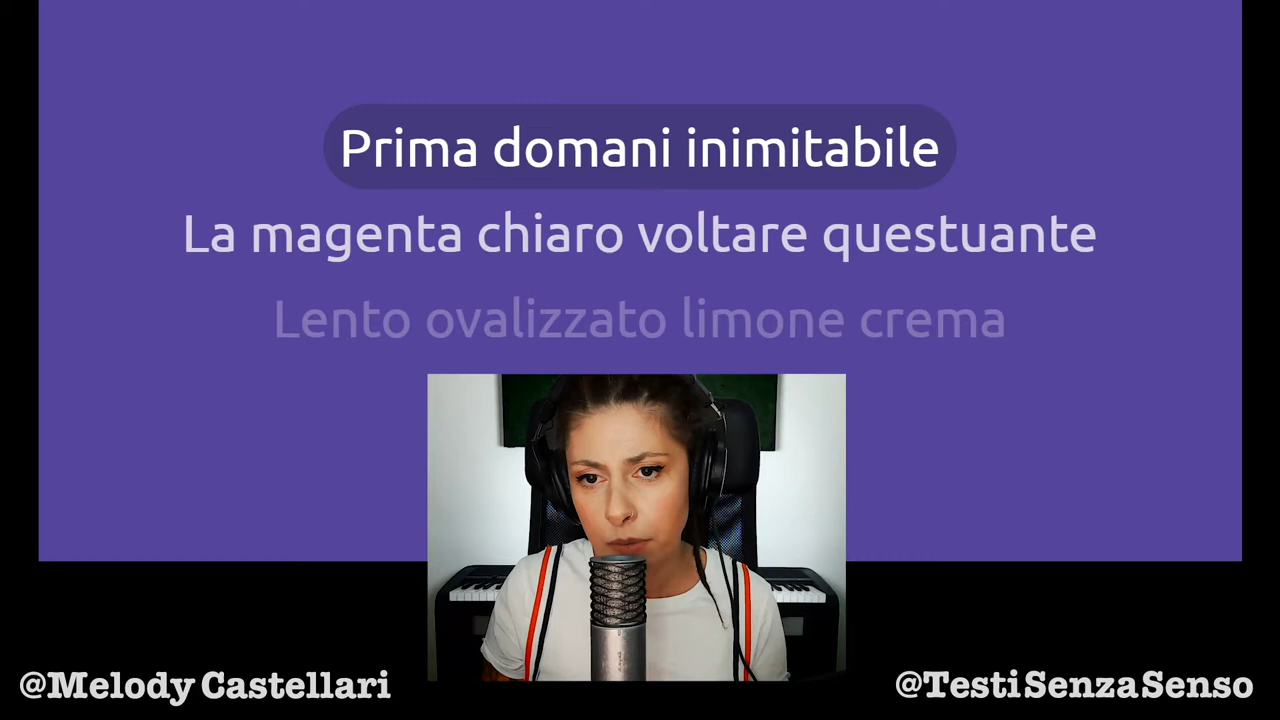 Prima domani inimitabile
La magenta chiaro voltare questuante
Lento ovalizzato limone crema
@Melody Castellari
@TestiSenzaSenso